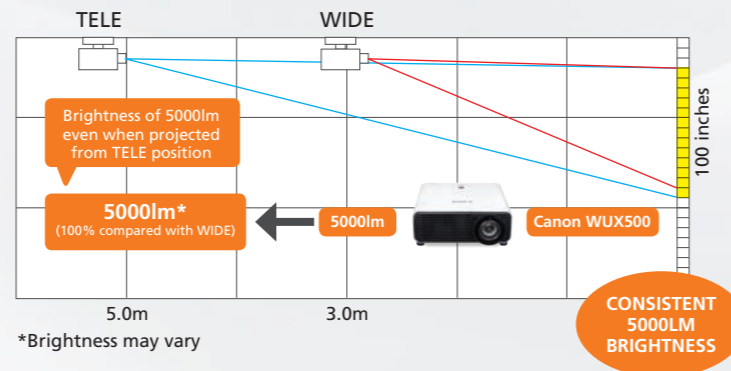 TELE
WIDE
Brightness of 5000lm
even when projected
from TELE position
100 inches
5000lm*
(100% compared with WIDE)
5000lm
Canon WUX500
5.0m
3.0m
*Brightness may vary
CONSISTENT
5000LM
BRIGHTNESS